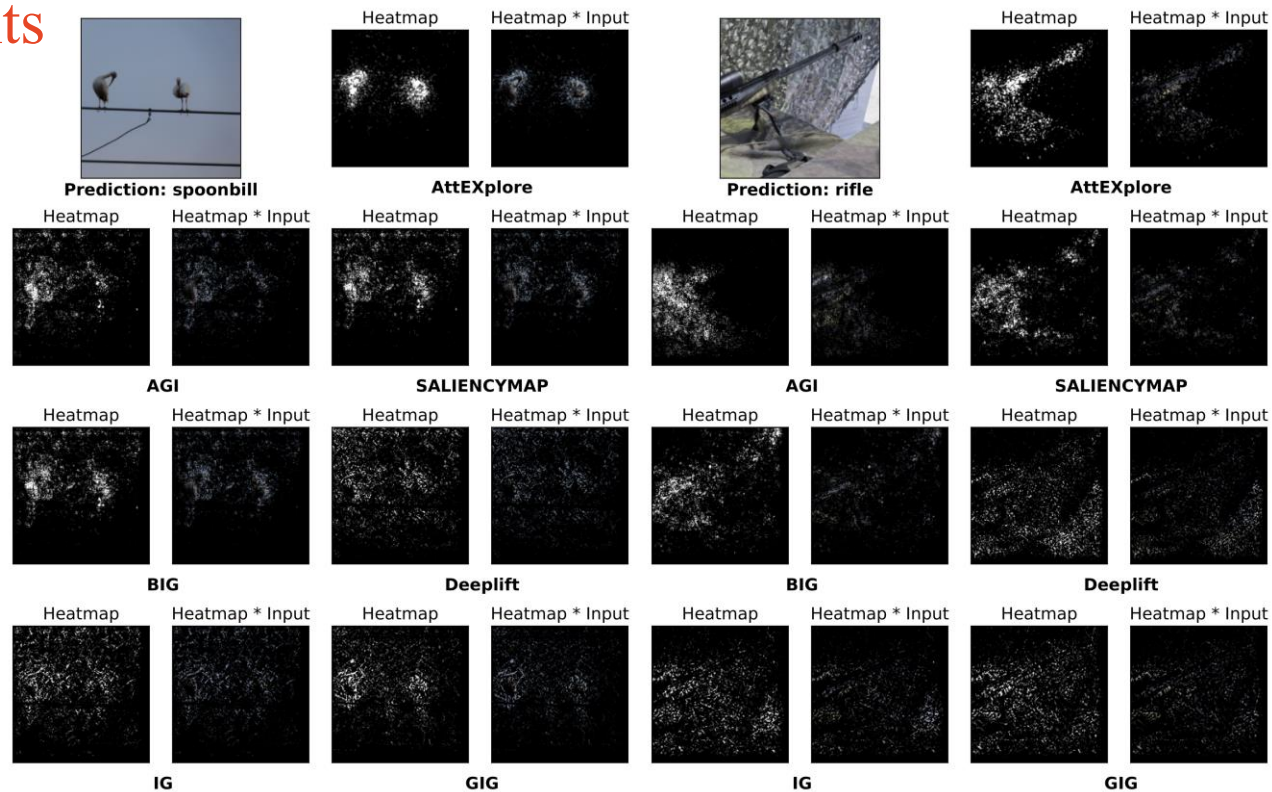 Heatmap Heatmap * Input Heatmap Heatmap * Input
Prediction: spoonbill AttEXplore Prediction: rifle AttEXplore
Heatmap Heatmap * Input Heatmap Heatmap * Input Heatmap Heatmap * Input Heatmap Heatmap * Input
AGI SALIENCYMAP AGI SALIENCYMAP
Heatmap Heatmap * Input Heatmap Heatmap * Input Heatmap Heatmap * Input Heatmap Heatmap * Input
BIG Deeplift BIG Deeplift
Heatmap Heatmap * Input Heatmap Heatmap * Input Heatmap Heatmap * Input Heatmap Heatmap * Input
IG GIG IG GIG